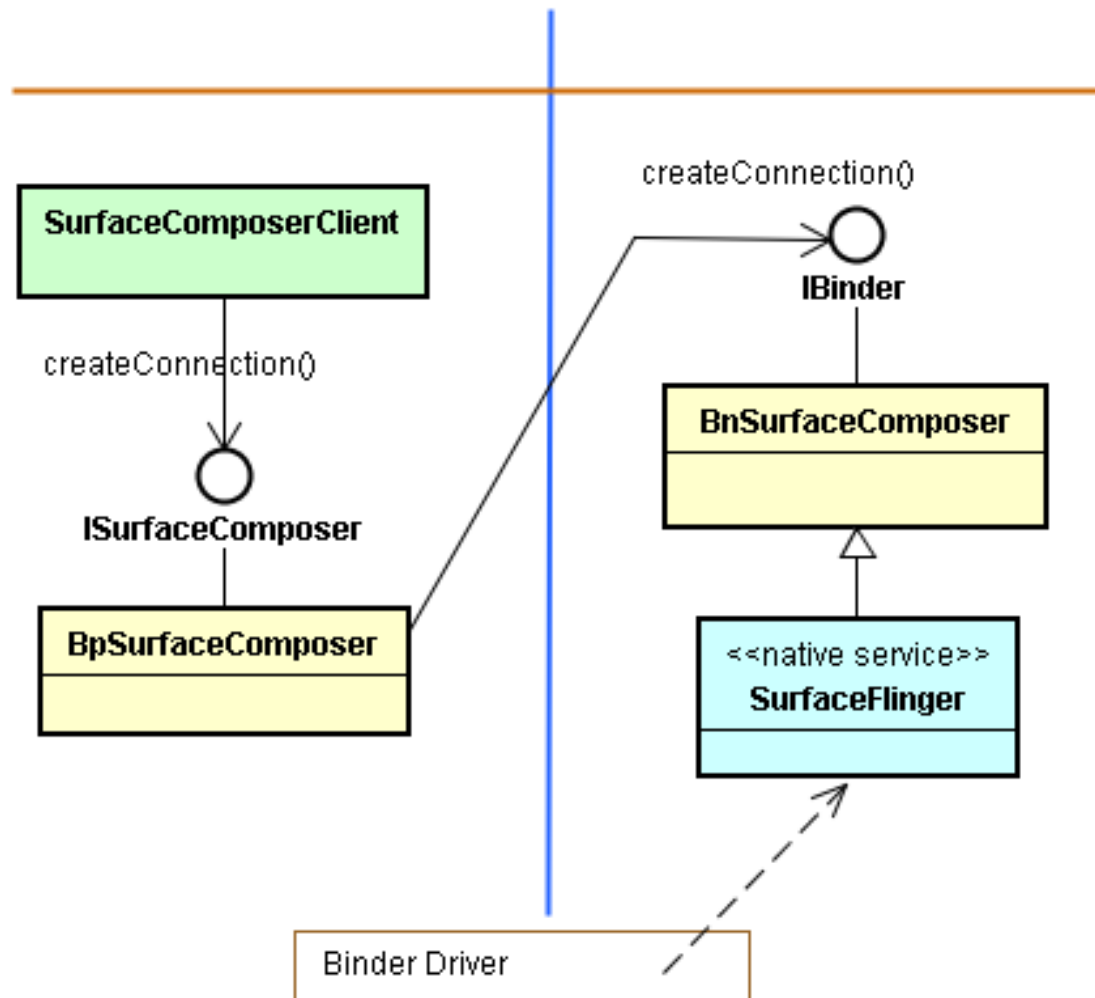 createConnection()
SurfaceComposerClient
IBinder
createConnection()
BnSurfaceComposer
ISurfaceComposer
BpSurfaceComposer
<<native service>>
SurfaceFlinger
Binder Driver